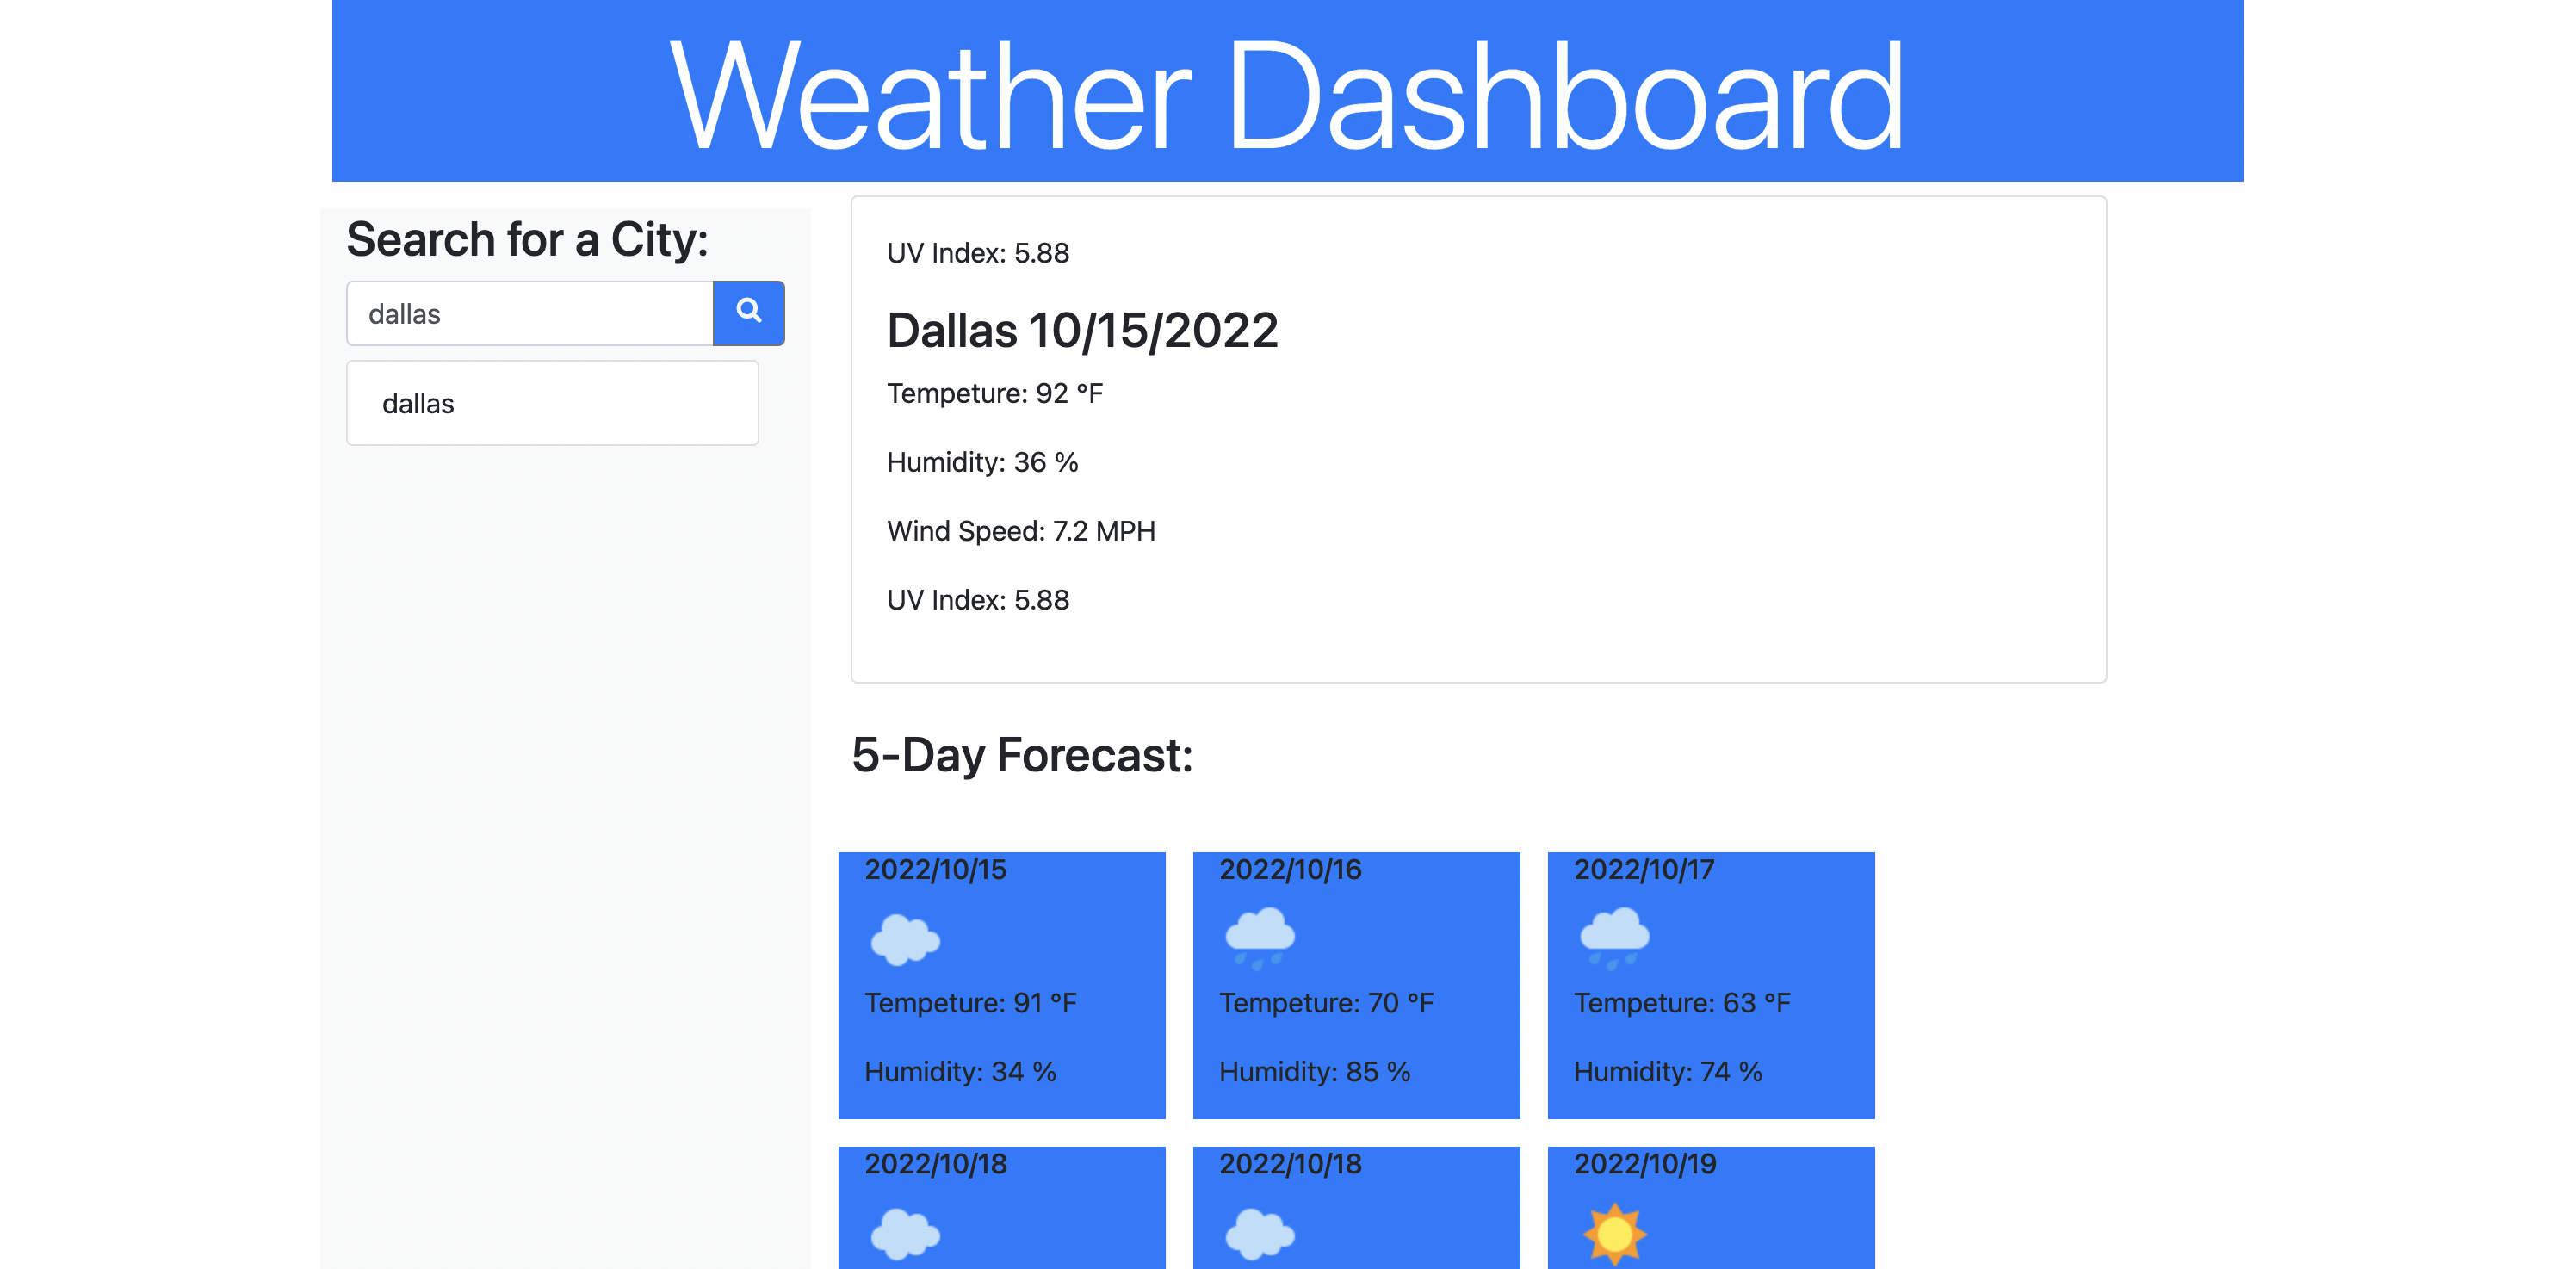 Weather Dashboard
Search for a City:
dallas
dallas
UV Index: 5.88
Dallas 10/15/2022
Tempeture: 92 °F
Humidity: 36 %
Wind Speed: 7.2 MPH
UV Index: 5.88
5-Day Forecast:
2022/10/15
Tempeture: 91 °F
Humidity: 34 %
2022/10/16
Tempeture: 70 °F
Humidity: 85 %
2022/10/17
Tempeture: 63 °F
Humidity: 74 %
2022/10/18
2022/10/18
2022/10/19